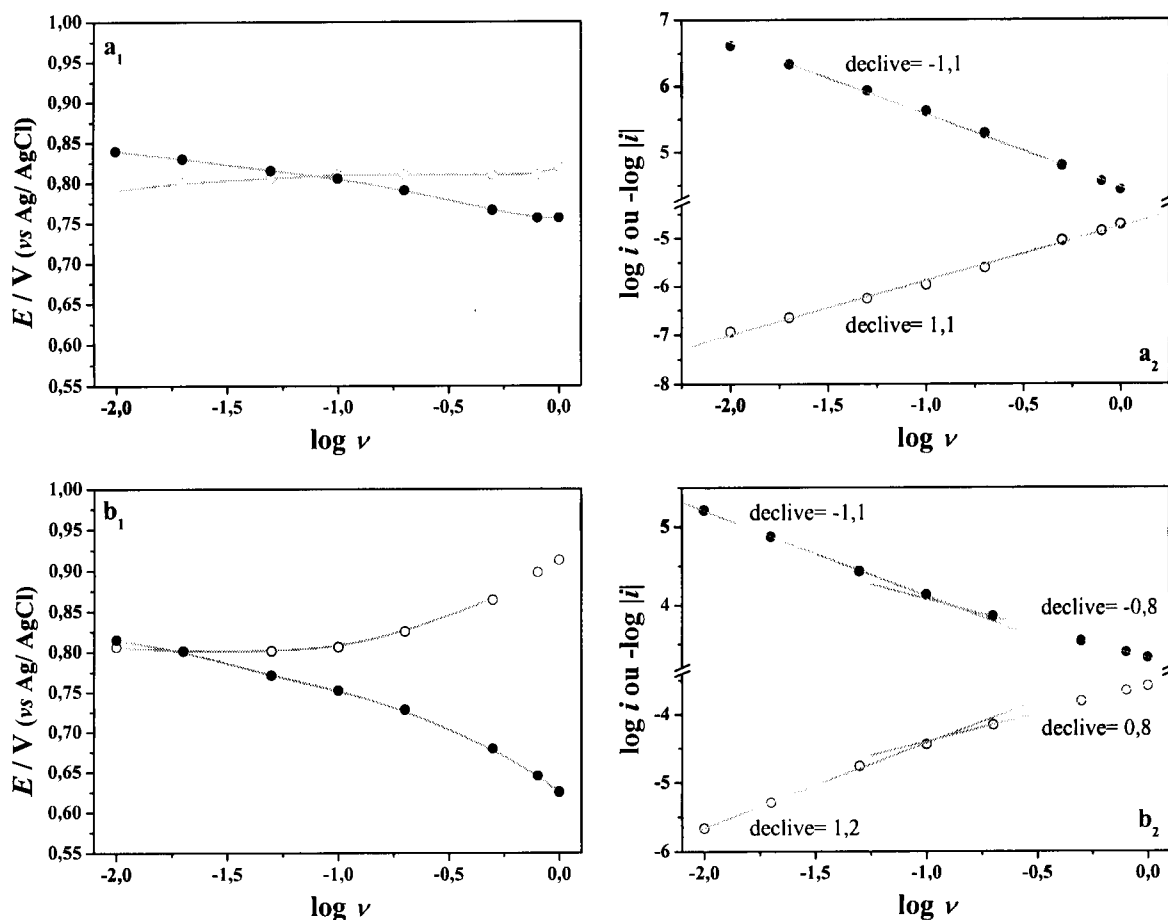 a₁
E / V (vs Ag/ AgCl)
1,00
0,95
0,90
0,85
0,80
0,75
0,70
0,65
0,60
0,55
-2,0 -1,5 -1,0 -0,5 0,0
log ν
a₂
log i ou -log |i|
7
6
5
-5
-6
-7
-8
declive= -1,1
declive= 1,1
-2,0 -1,5 -1,0 -0,5 0,0
log ν
b₁
E / V (vs Ag/ AgCl)
1,00
0,95
0,90
0,85
0,80
0,75
0,70
0,65
0,60
0,55
-2,0 -1,5 -1,0 -0,5 0,0
log ν
b₂
log i ou -log |i|
5
4
-4
-5
-6
declive= -1,1
declive= -0,8
declive= 0,8
declive= 1,2
-2,0 -1,5 -1,0 -0,5 0,0
log ν